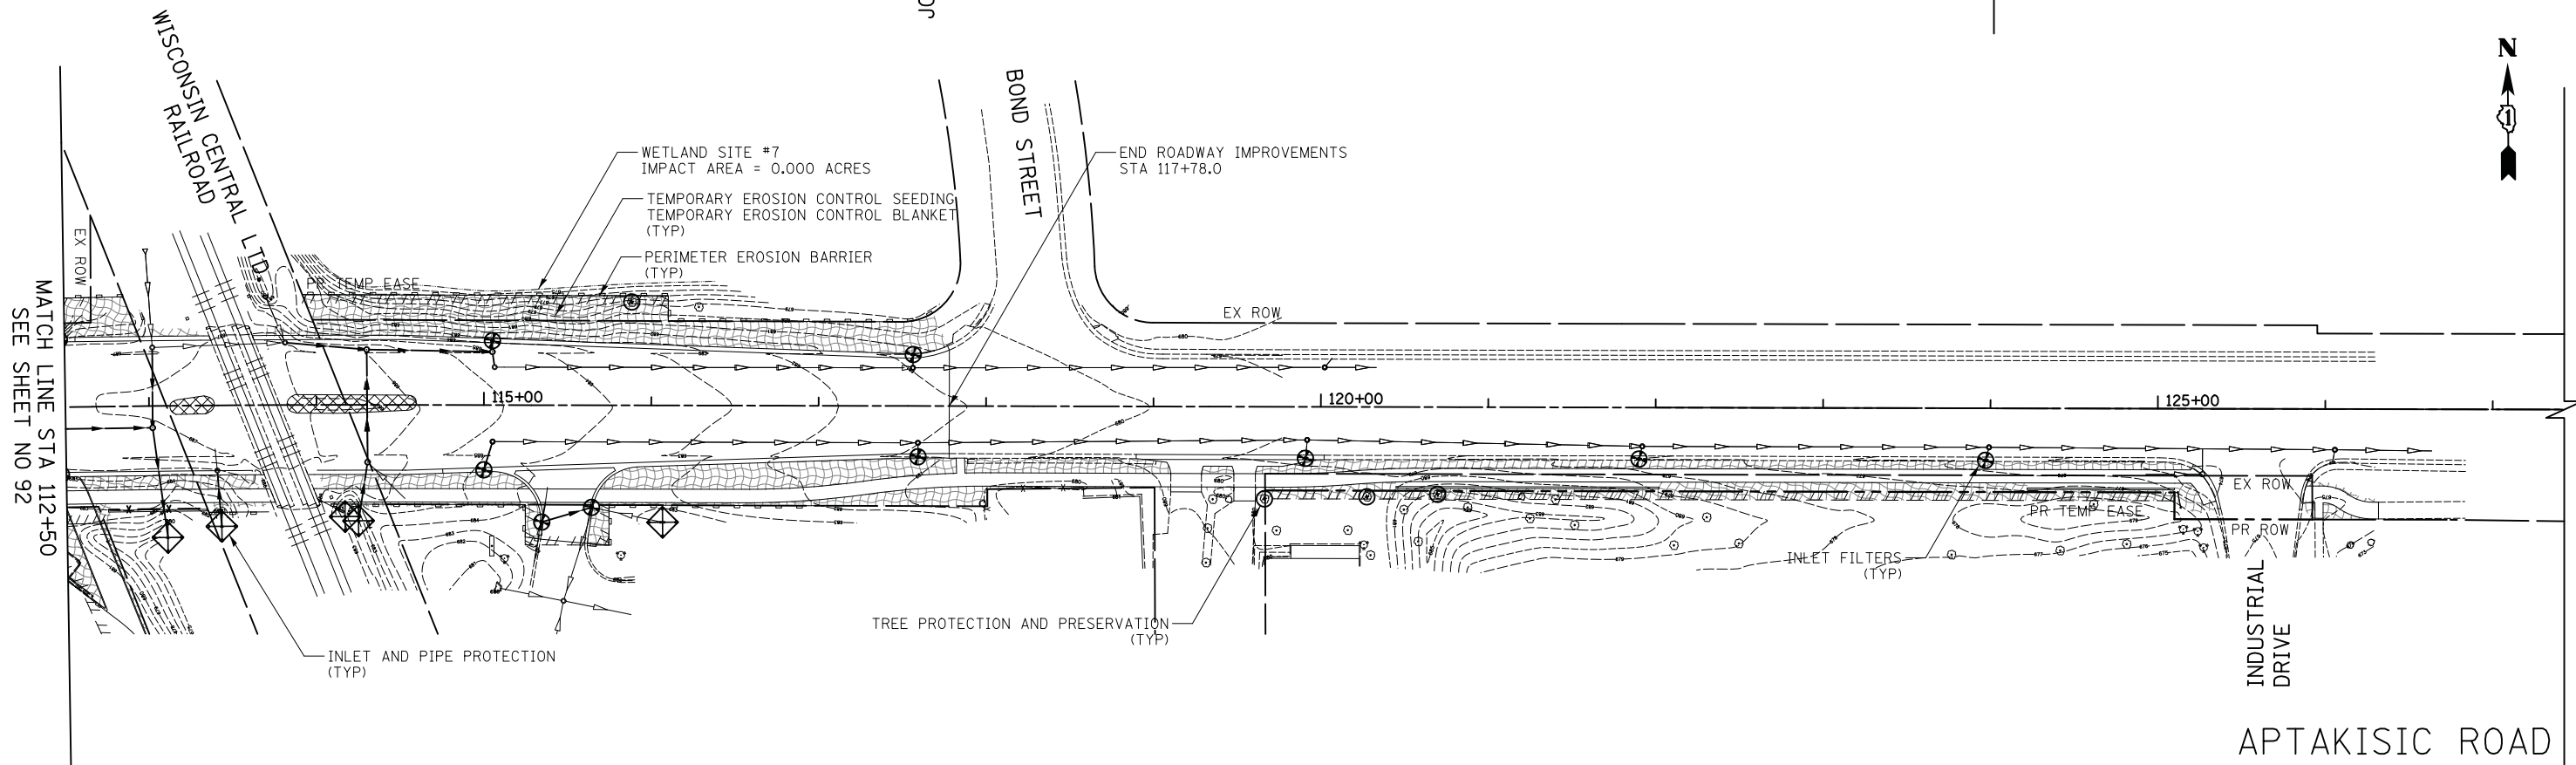 WISCONSIN CENTRAL LTD.
RAILROAD
JO
BOND STREET
N
1
WETLAND SITE #7
IMPACT AREA = 0.000 ACRES
END ROADWAY IMPROVEMENTS
STA 117+78.0
TEMPORARY EROSION CONTROL SEEDING
TEMPORARY EROSION CONTROL BLANKET
(TYP)
PERIMETER EROSION BARRIER
(TYP)
EX ROW
PR TEMP EASE
EX ROW
MATCH LINE STA 112+50
SEE SHEET NO 92
115+00
120+00
125+00
EX ROW
PR TEMP EASE
PR ROW
INLET FILTERS
(TYP)
TREE PROTECTION AND PRESERVATION
(TYP)
INLET AND PIPE PROTECTION
(TYP)
INDUSTRIAL
DRIVE
APTAKISIC ROAD